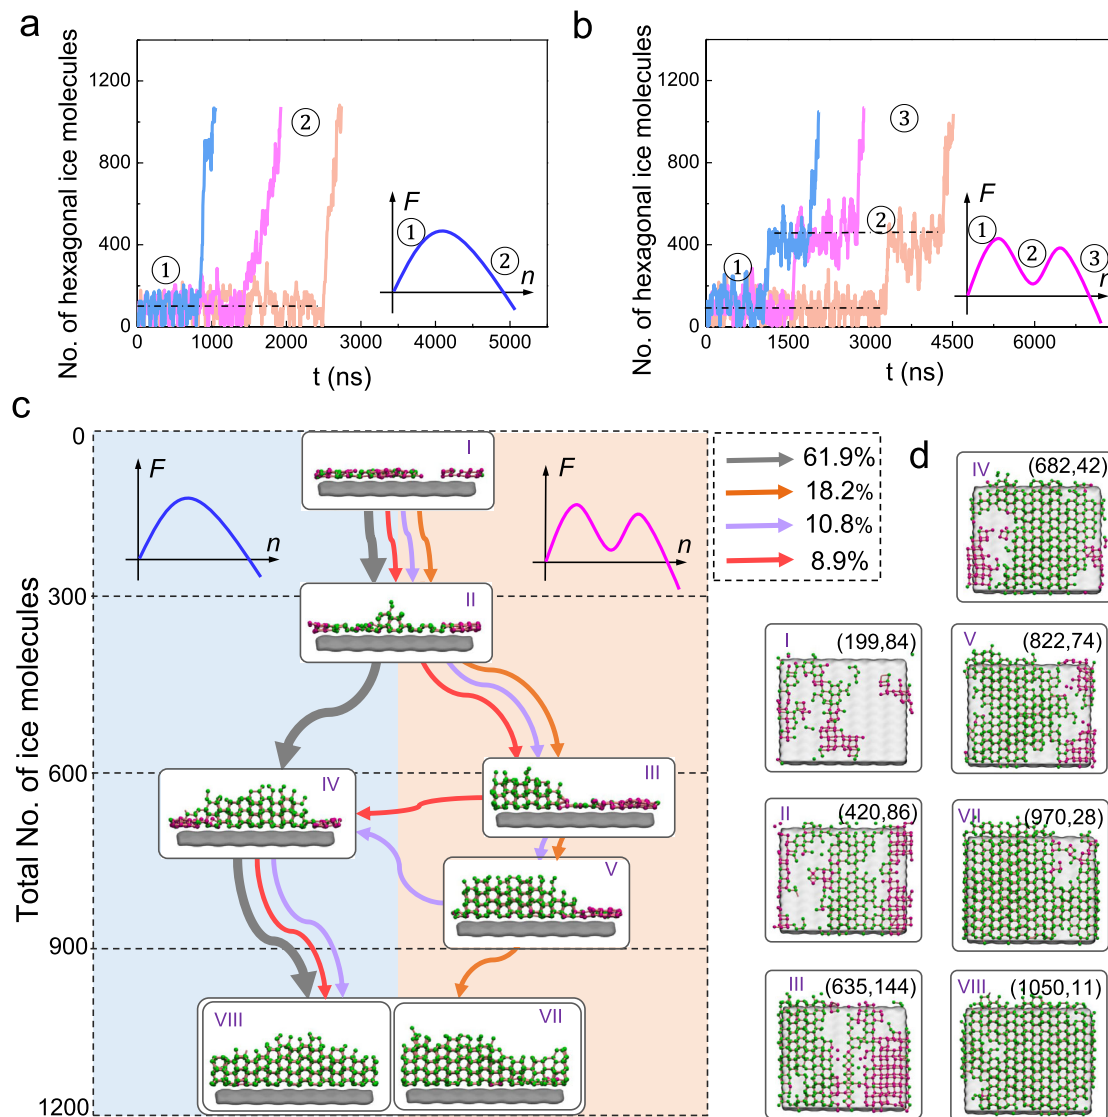 a
No. of hexagonal ice molecules
1200
800
400
0
0 1000 2000 3000 4000 5000
t (ns)
①
②
F
①
②
n
b
No. of hexagonal ice molecules
1200
800
400
0
0 1500 3000 4500 6000
t (ns)
①
②
③
F
①
②
③
c
Total No. of ice molecules
0
300
600
900
1200
F
n
F
n
I
II
III
IV
V
VIII
VII
61.9%
18.2%
10.8%
8.9%
d
IV (682,42)
I (199,84)
V (822,74)
II (420,86)
VII (970,28)
III (635,144)
VIII (1050,11)